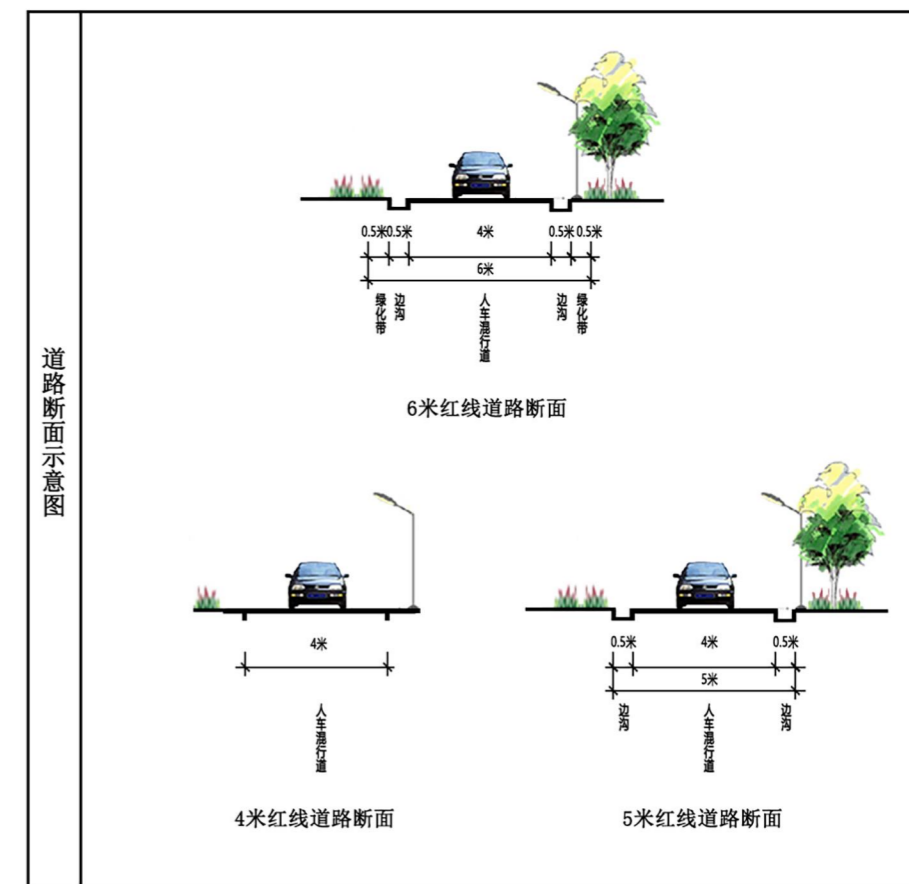 道路断面示意图
0.5米0.5米 4米 0.5米 0.5米
6米
绿化带 边沟 人车混行道 边沟 绿化带
6米红线道路断面
4米
人车混行道
4米红线道路断面
0.5米 4米 0.5米
5米
边沟 人车混行道 边沟
5米红线道路断面